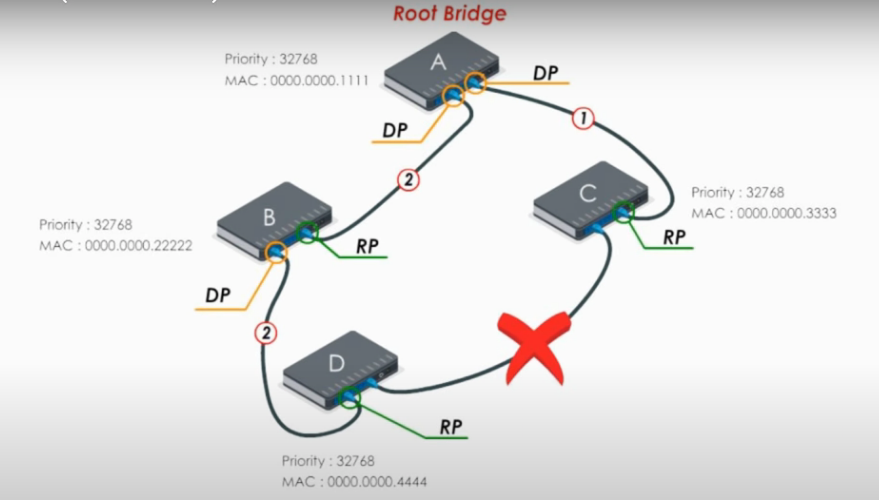 Root Bridge
Priority : 32768
MAC : 0000.0000.1111
A
DP
DP
1
2
Priority : 32768
MAC : 0000.0000.3333
C
RP
Priority : 32768
MAC : 0000.0000.22222
B
RP
DP
2
D
RP
Priority : 32768
MAC : 0000.0000.4444